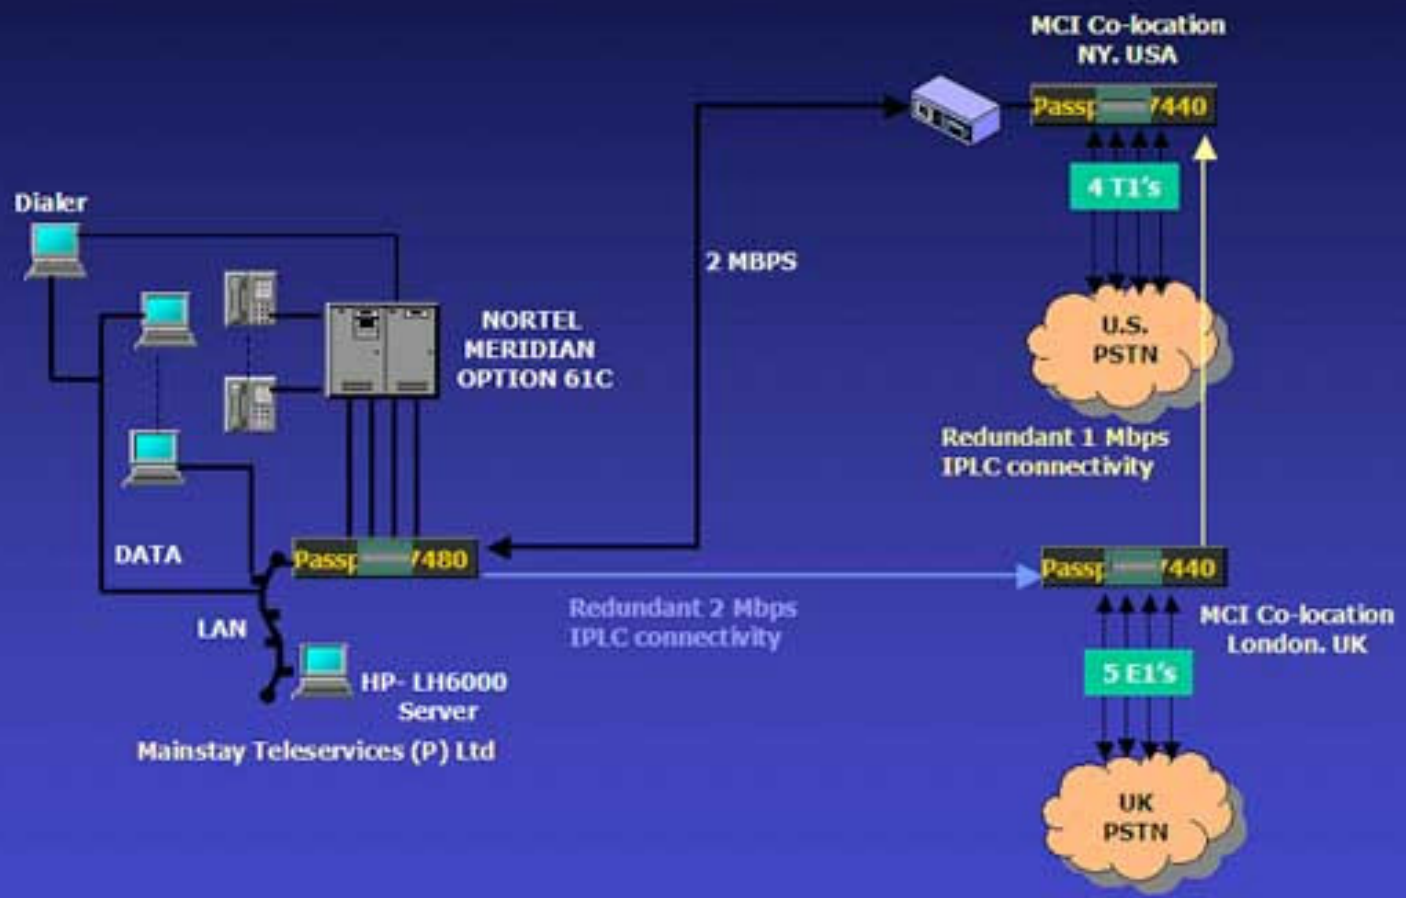 MCI Co-location
NY. USA
Passp 7440
4 T1's
Dialer
2 MBPS
U.S.
PSTN
NORTEL
MERIDIAN
OPTION 61C
Redundant 1 Mbps
IPLC connectivity
DATA
Passp 7480
Passp 7440
Redundant 2 Mbps
IPLC connectivity
MCI Co-location
London. UK
LAN
5 E1's
HP- LH6000
Server
Mainstay Teleservices (P) Ltd
UK
PSTN